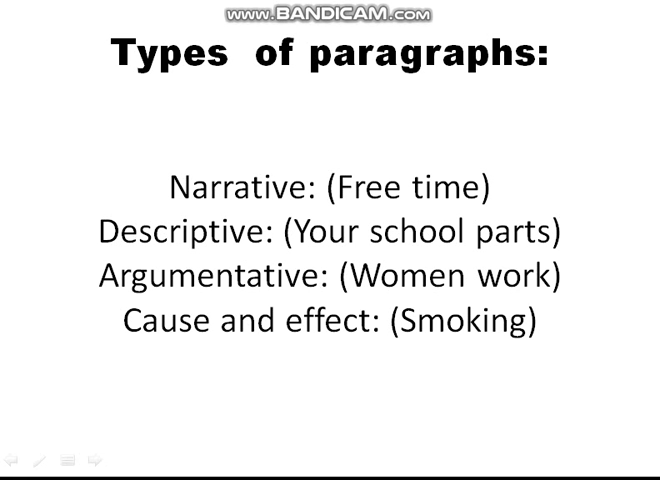 www.BANDICAM.com
Types of paragraphs:
Narrative: (Free time)
Descriptive: (Your school parts)
Argumentative: (Women work)
Cause and effect: (Smoking)